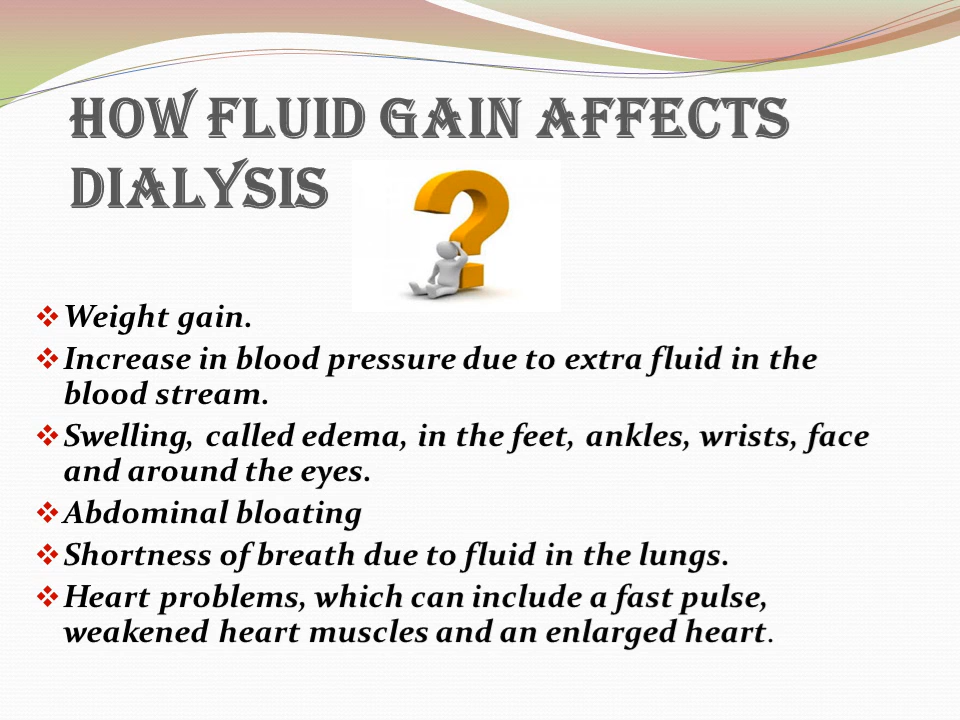 HOW FLUID GAIN AFFECTS
DIALYSIS
❖Weight gain.
❖Increase in blood pressure due to extra fluid in the
blood stream.
❖Swelling, called edema, in the feet, ankles, wrists, face
and around the eyes.
❖Abdominal bloating
❖Shortness of breath due to fluid in the lungs.
❖Heart problems, which can include a fast pulse,
weakened heart muscles and an enlarged heart.